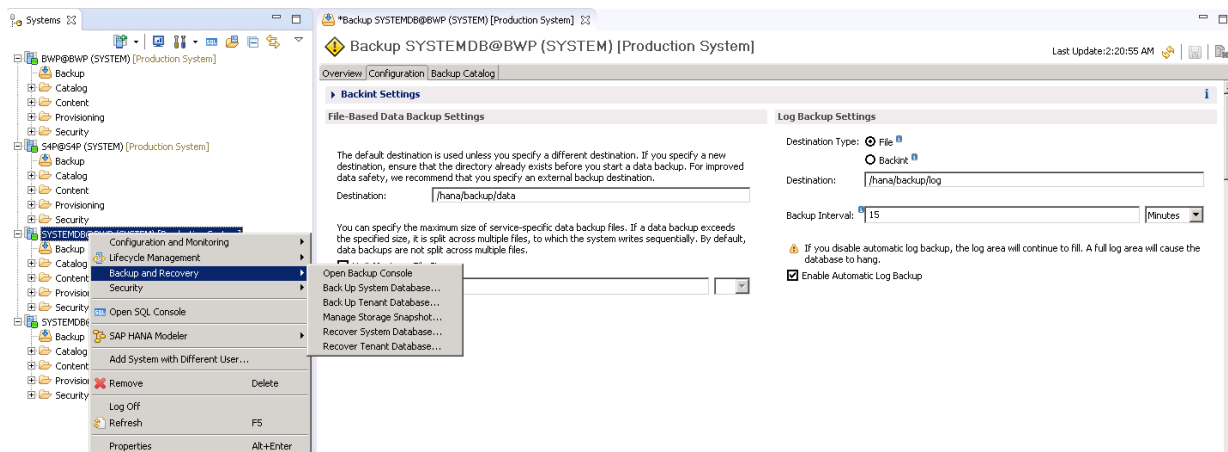 Systems
BWP@BWP (SYSTEM) [Production System]
Backup
Catalog
Content
Provisioning
Security
S4P@S4P (SYSTEM) [Production System]
Backup
Catalog
Content
Provisioning
Security
Backup
Catalog
Content
Security
Backup
Catalog
Content
Security
Configuration and Monitoring
Lifecycle Management
Backup and Recovery
Security
Open SQL Console
SAP HANA Modeler
Add System with Different User...
Remove Delete
Log Off
Refresh F5
Properties Alt+Enter
Open Backup Console
Back Up System Database...
Back Up Tenant Database...
Manage Storage Snapshot...
Recover System Database...
Recover Tenant Database...
*Backup SYSTEMDB@BWP (SYSTEM) [Production System]
Backup SYSTEMDB@BWP (SYSTEM) [Production System]
Last Update:2:20:55 AM
Overview Configuration Backup Catalog
Backint Settings
File-Based Data Backup Settings
The default destination is used unless you specify a different destination. If you specify a new
destination, ensure that the directory already exists before you start a data backup. For improved
data safety, we recommend that you specify an external backup destination.
Destination: /hana/backup/data
You can specify the maximum size of service-specific data backup files. If a data backup exceeds
the specified size, it is split across multiple files, to which the system writes sequentially. By default,
data backups are not split across multiple files.
Log Backup Settings
Destination Type: File
Backint
Destination: /hana/backup/log
Backup Interval: 15 Minutes
If you disable automatic log backup, the log area will continue to fill. A full log area will cause the
database to hang.
Enable Automatic Log Backup